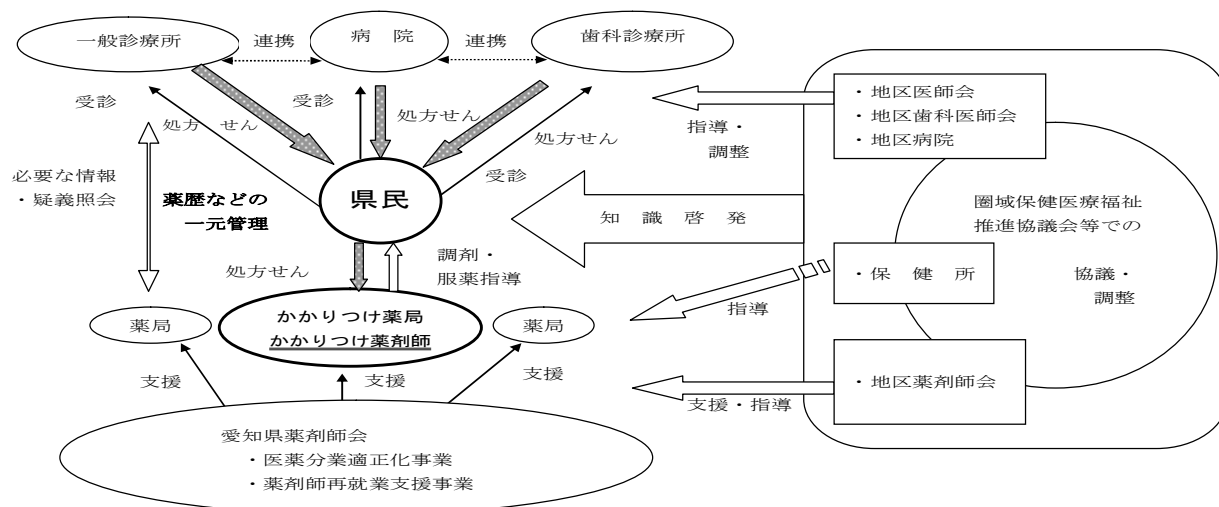 一般診療所
連携
病　院
連携
歯科診療所
受診
受診
処方　せん
処方せん
処方せん
受診
必要な情報
・疑義照会
薬歴などの
一元管理
県民
処方せん
調剤・
服薬指導
薬局
かかりつけ薬局
かかりつけ薬剤師
薬局
支援
支援
支援
愛知県薬剤師会
・医薬分業適正化事業
・薬剤師再就業支援事業
指導・
調整
知　識　啓　発
指導
支援・指導
・地区医師会
・地区歯科医師会
・地区病院
圏域保健医療福祉
推進協議会等での
協議・
調整
・保　健　所
・地区薬剤師会